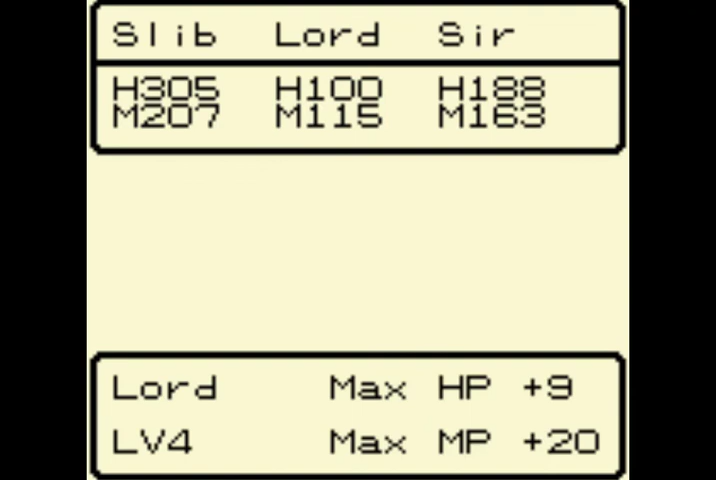 Slib Lord Sir
H305 H100 H188
M207 M115 M163
Lord Max HP +9
LV4 Max MP +20